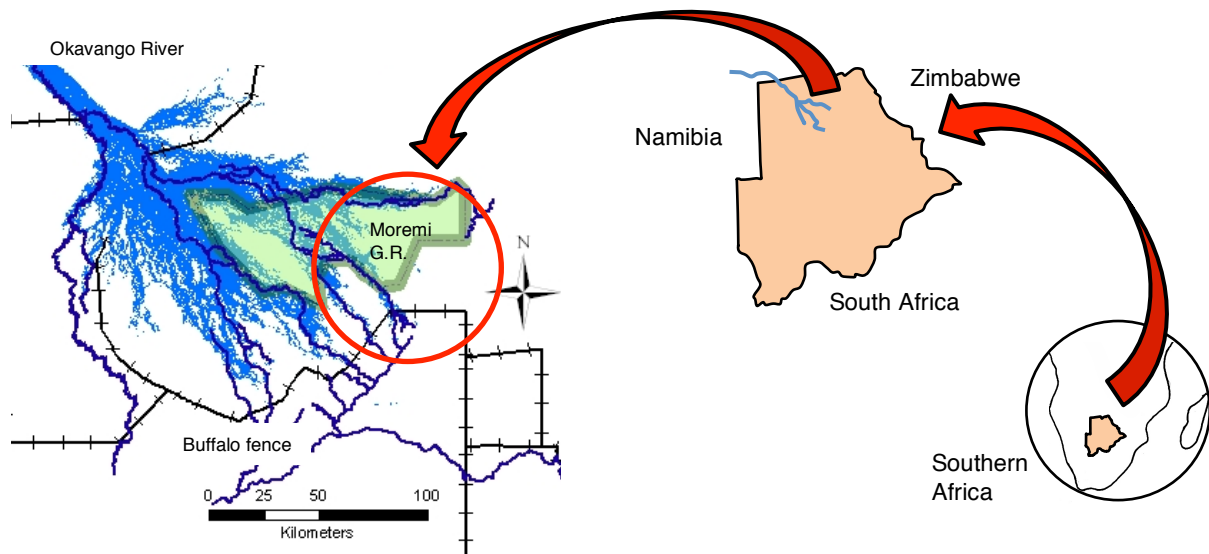 Okavango River
Zimbabwe
Namibia
Moremi
G.R.
N
South Africa
Buffalo fence
Southern
Africa
0 25 50 100
Kilometers